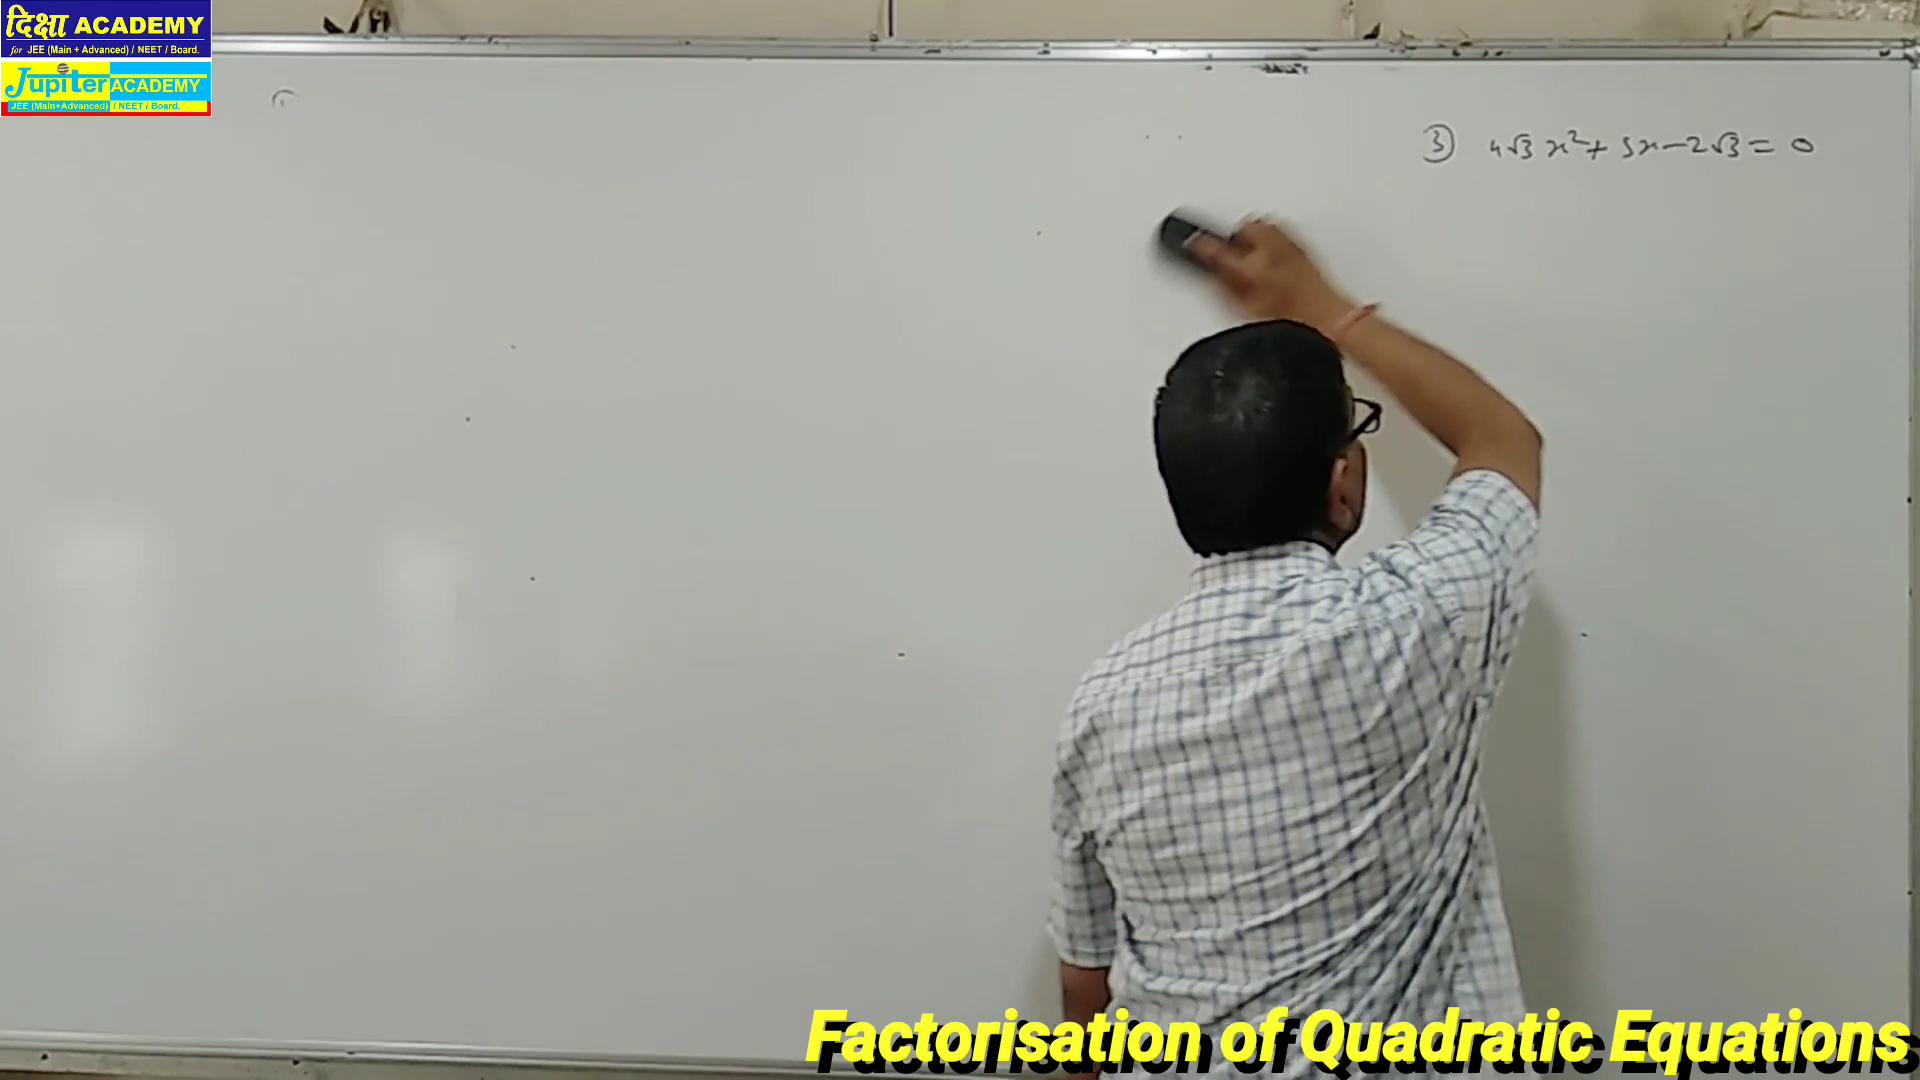 दिक्षा ACADEMY
for JEE (Main + Advanced) / NEET / Board.
Jupiter ACADEMY
JEE (Main+Advanced) / NEET / Board.
③ 4√3 x² + 5x - 2√3 = 0
Factorisation of Quadratic Equations